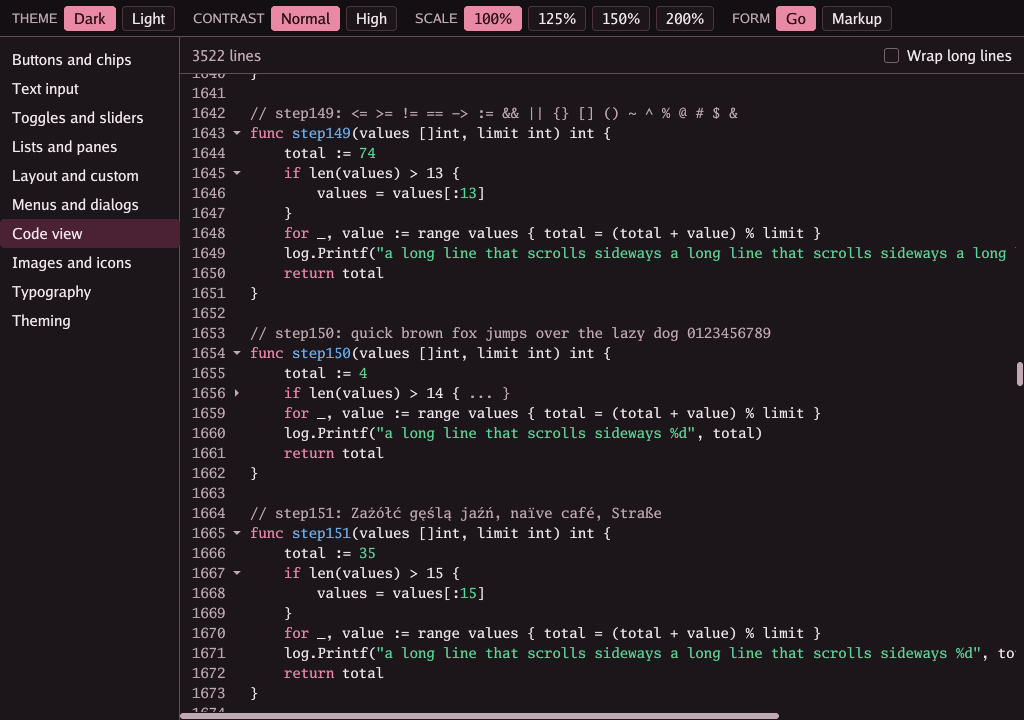 THEME Dark Light CONTRAST Normal High SCALE 100% 125% 150% 200% FORM Go Markup
Buttons and chips
Text input
Toggles and sliders
Lists and panes
Layout and custom
Menus and dialogs
Code view
Images and icons
Typography
Theming
3522 lines Wrap long lines
1640 }
1641
1642 // step149: <= >= != == -> := && || {} [] () ~ ^ % @ # $ &
1643 func step149(values []int, limit int) int {
1644 total := 74
1645 if len(values) > 13 {
1646 values = values[:13]
1647 }
1648 for _, value := range values { total = (total + value) % limit }
1649 log.Printf("a long line that scrolls sideways a long line that scrolls sideways a long
1650 return total
1651 }
1652
1653 // step150: quick brown fox jumps over the lazy dog 0123456789
1654 func step150(values []int, limit int) int {
1655 total := 4
1656 if len(values) > 14 { ... }
1659 for _, value := range values { total = (total + value) % limit }
1660 log.Printf("a long line that scrolls sideways %d", total)
1661 return total
1662 }
1663
1664 // step151: Zażółć gęślą jaźń, naïve café, Straße
1665 func step151(values []int, limit int) int {
1666 total := 35
1667 if len(values) > 15 {
1668 values = values[:15]
1669 }
1670 for _, value := range values { total = (total + value) % limit }
1671 log.Printf("a long line that scrolls sideways a long line that scrolls sideways %d", to
1672 return total
1673 }
1674